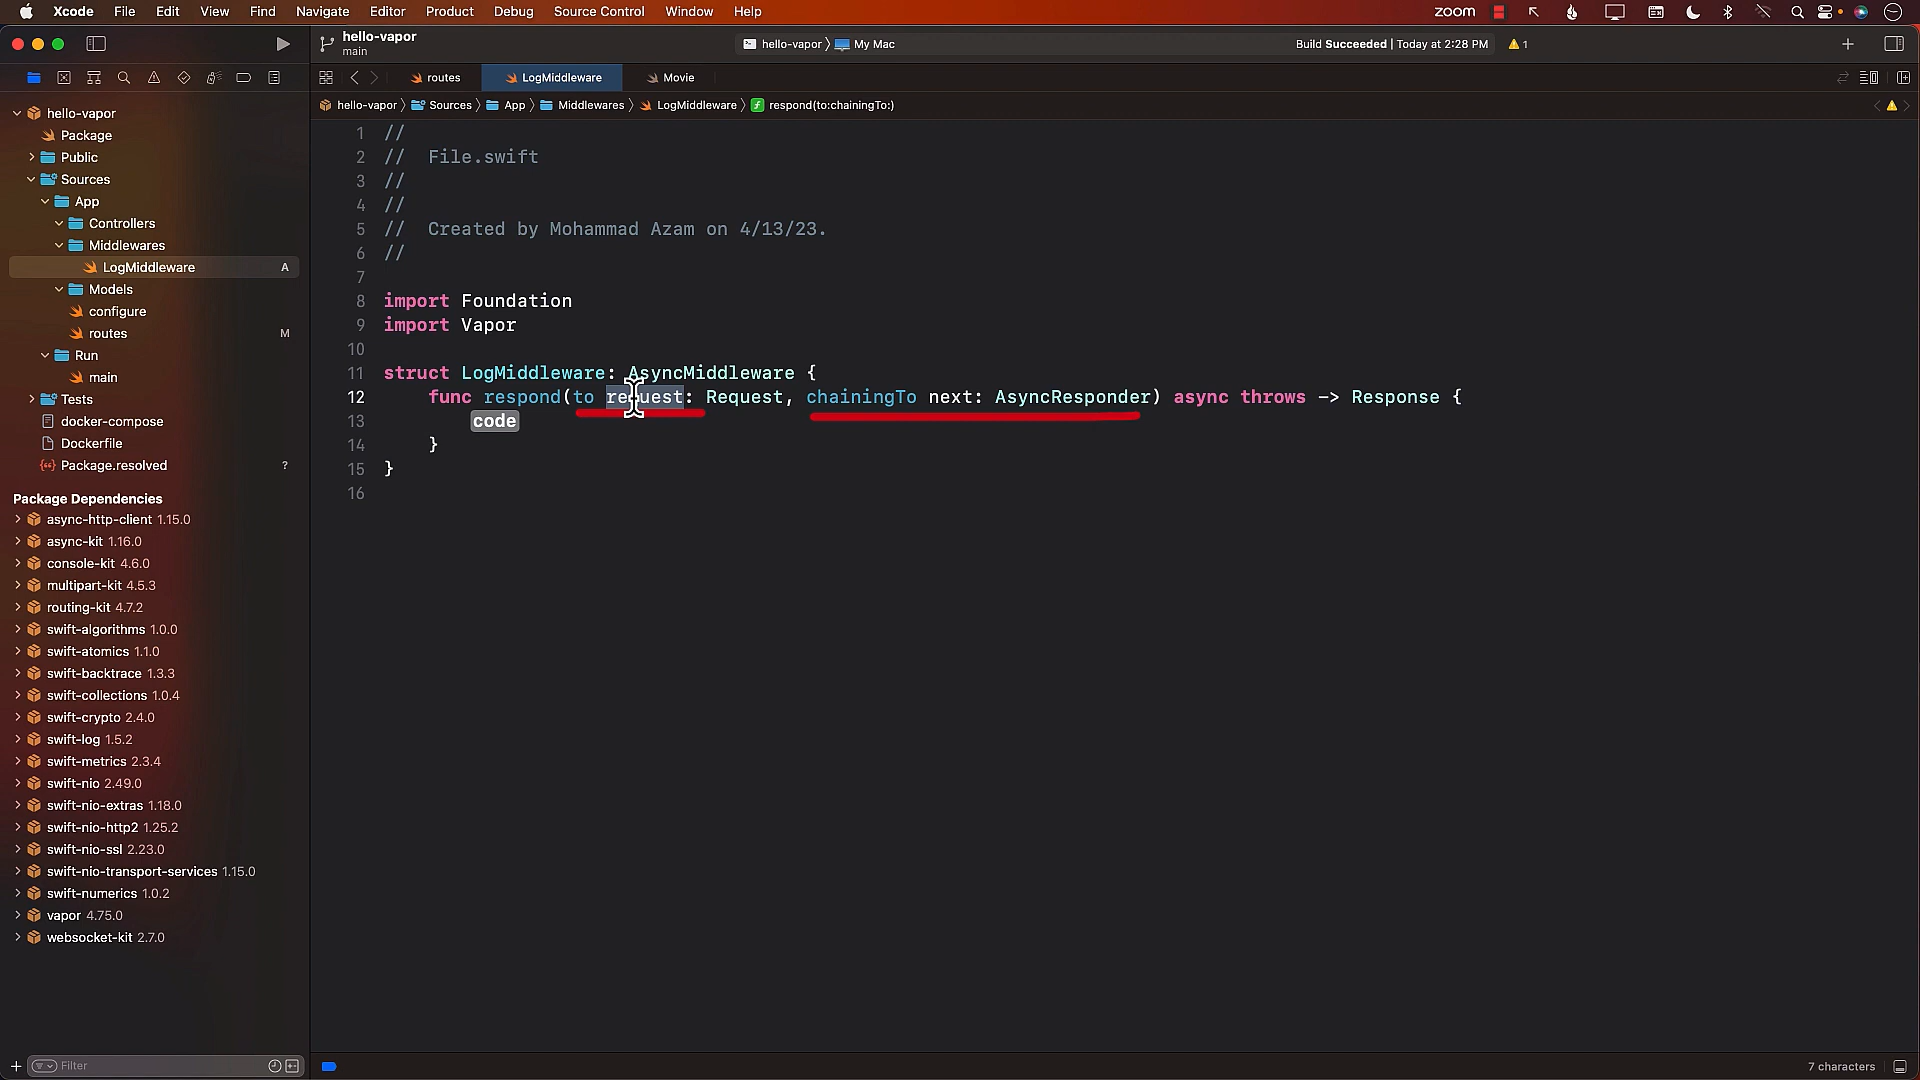 Xcode File Edit View Find Navigate Editor Product Debug Source Control Window Help zoom
hello-vapor
main
hello-vapor My Mac
Build Succeeded | Today at 2:28 PM 1
routes LogMiddleware Movie
hello-vapor Sources App Middlewares LogMiddleware respond(to:chainingTo:)
hello-vapor
Package
Public
Sources
App
Controllers
Middlewares
LogMiddleware A
Models
configure
routes M
Run
main
Tests
docker-compose
Dockerfile
Package.resolved ?
Package Dependencies
async-http-client 1.15.0
async-kit 1.16.0
console-kit 4.6.0
multipart-kit 4.5.3
routing-kit 4.7.2
swift-algorithms 1.0.0
swift-atomics 1.1.0
swift-backtrace 1.3.3
swift-collections 1.0.4
swift-crypto 2.4.0
swift-log 1.5.2
swift-metrics 2.3.4
swift-nio 2.49.0
swift-nio-extras 1.18.0
swift-nio-http2 1.25.2
swift-nio-ssl 2.23.0
swift-nio-transport-services 1.15.0
swift-numerics 1.0.2
vapor 4.75.0
websocket-kit 2.7.0
Filter
1 //
2 // File.swift
3 //
4 //
5 // Created by Mohammad Azam on 4/13/23.
6 //
7
8 import Foundation
9 import Vapor
10
11 struct LogMiddleware: AsyncMiddleware {
12 func respond(to request: Request, chainingTo next: AsyncResponder) async throws -> Response {
13 code
14 }
15 }
16
7 characters